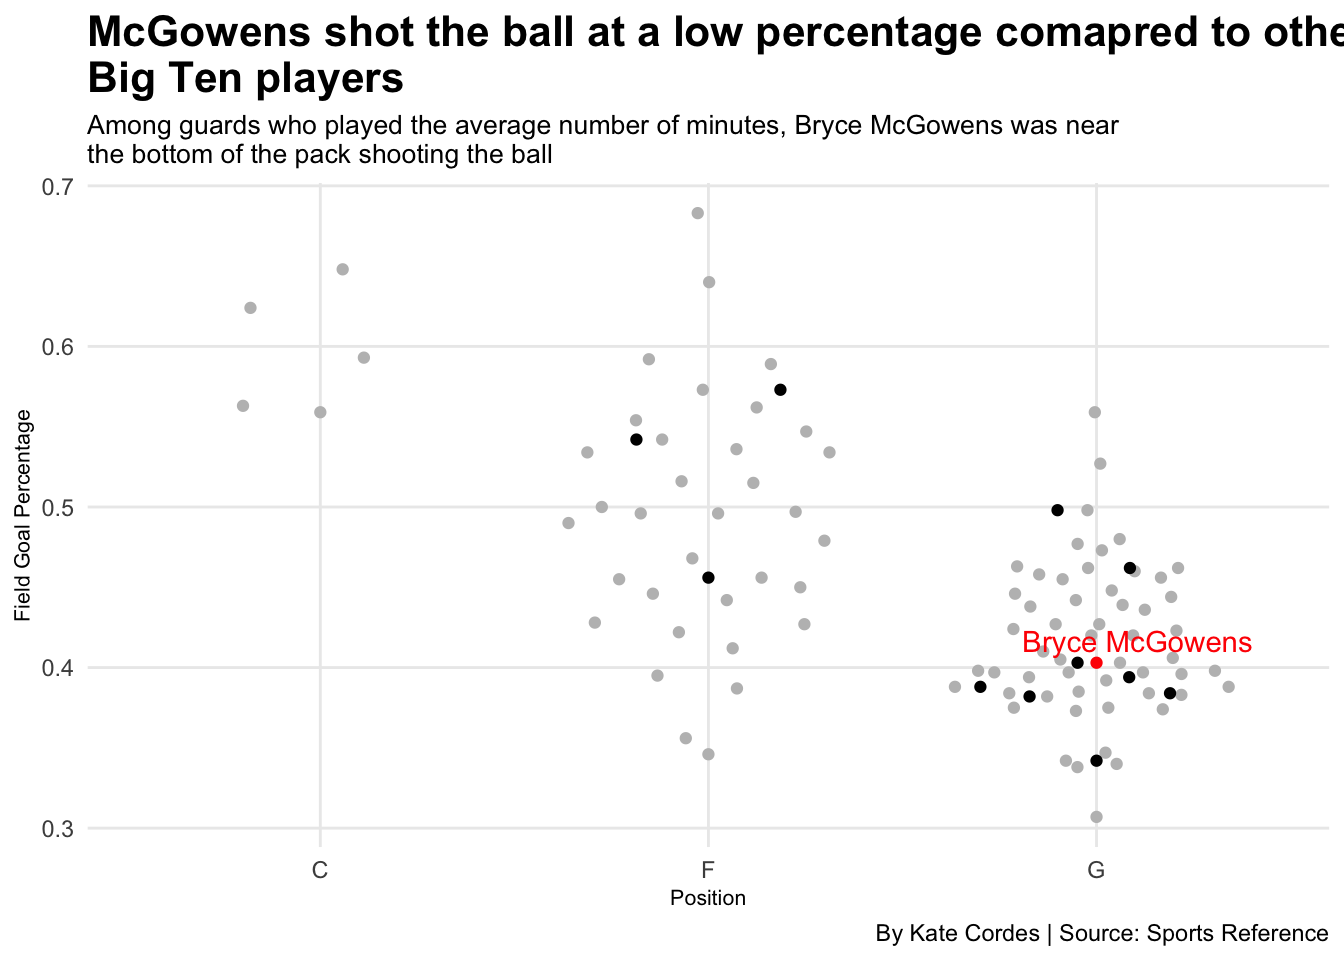 McGowens shot the ball at a low percentage comapred to othe
Big Ten players
Among guards who played the average number of minutes, Bryce McGowens was near
the bottom of the pack shooting the ball
0.7
0.6
0.5
0.4
0.3
Field Goal Percentage
Bryce McGowens
C F G
Position
By Kate Cordes | Source: Sports Reference